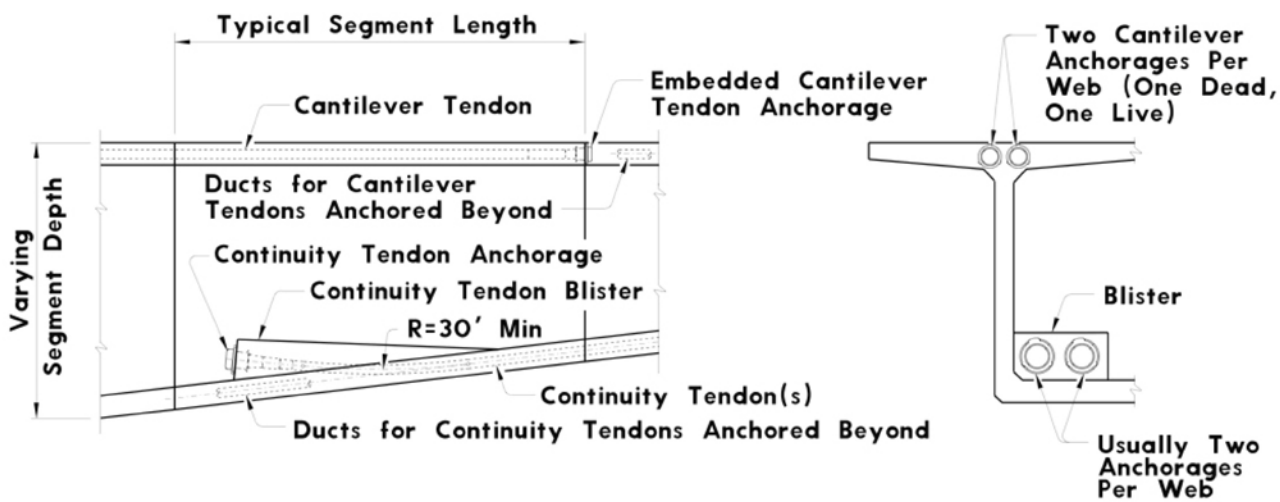 Typical Segment Length
Cantilever Tendon
Embedded Cantilever
Tendon Anchorage
Ducts for Cantilever
Tendons Anchored Beyond
Varying
Segment Depth
Continuity Tendon Anchorage
Continuity Tendon Blister
R=30' Min
Continuity Tendon(s)
Ducts for Continuity Tendons Anchored Beyond
Two Cantilever
Anchorages Per
Web (One Dead,
One Live)
Blister
Usually Two
Anchorages
Per Web